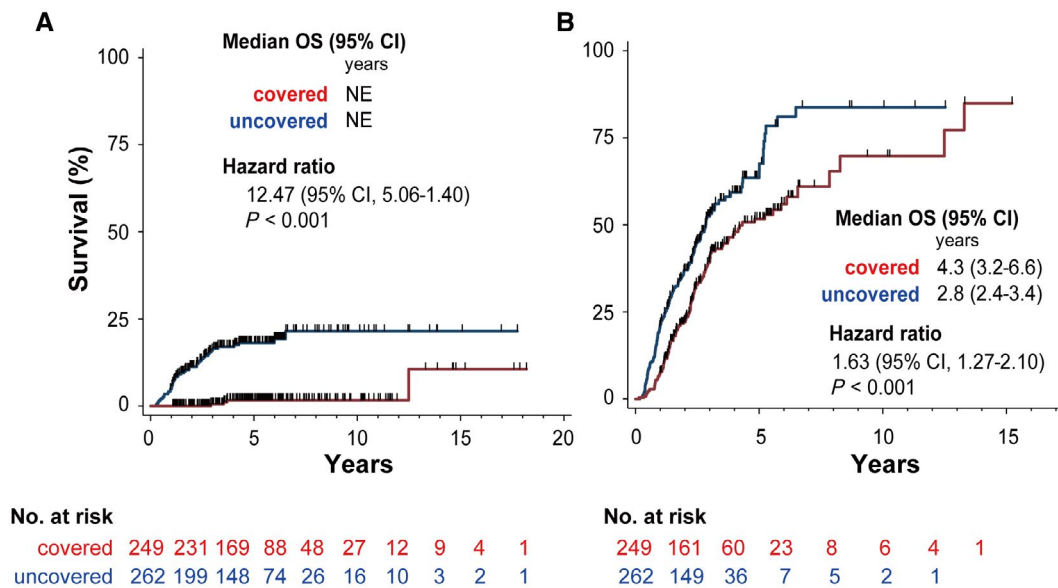 A
Median OS (95% CI)
years
covered NE
uncovered NE
Hazard ratio
12.47 (95% CI, 5.06-1.40)
P < 0.001
Survival (%)
100
75
50
25
0
0 5 10 15 20
Years
No. at risk
covered 249 231 169 88 48 27 12 9 4 1
uncovered 262 199 148 74 26 16 10 3 2 1
B
100
75
50
25
0
Median OS (95% CI)
years
covered 4.3 (3.2-6.6)
uncovered 2.8 (2.4-3.4)
Hazard ratio
1.63 (95% CI, 1.27-2.10)
P < 0.001
0 5 10 15
Years
No. at risk
249 161 60 23 8 6 4 1
262 149 36 7 5 2 1